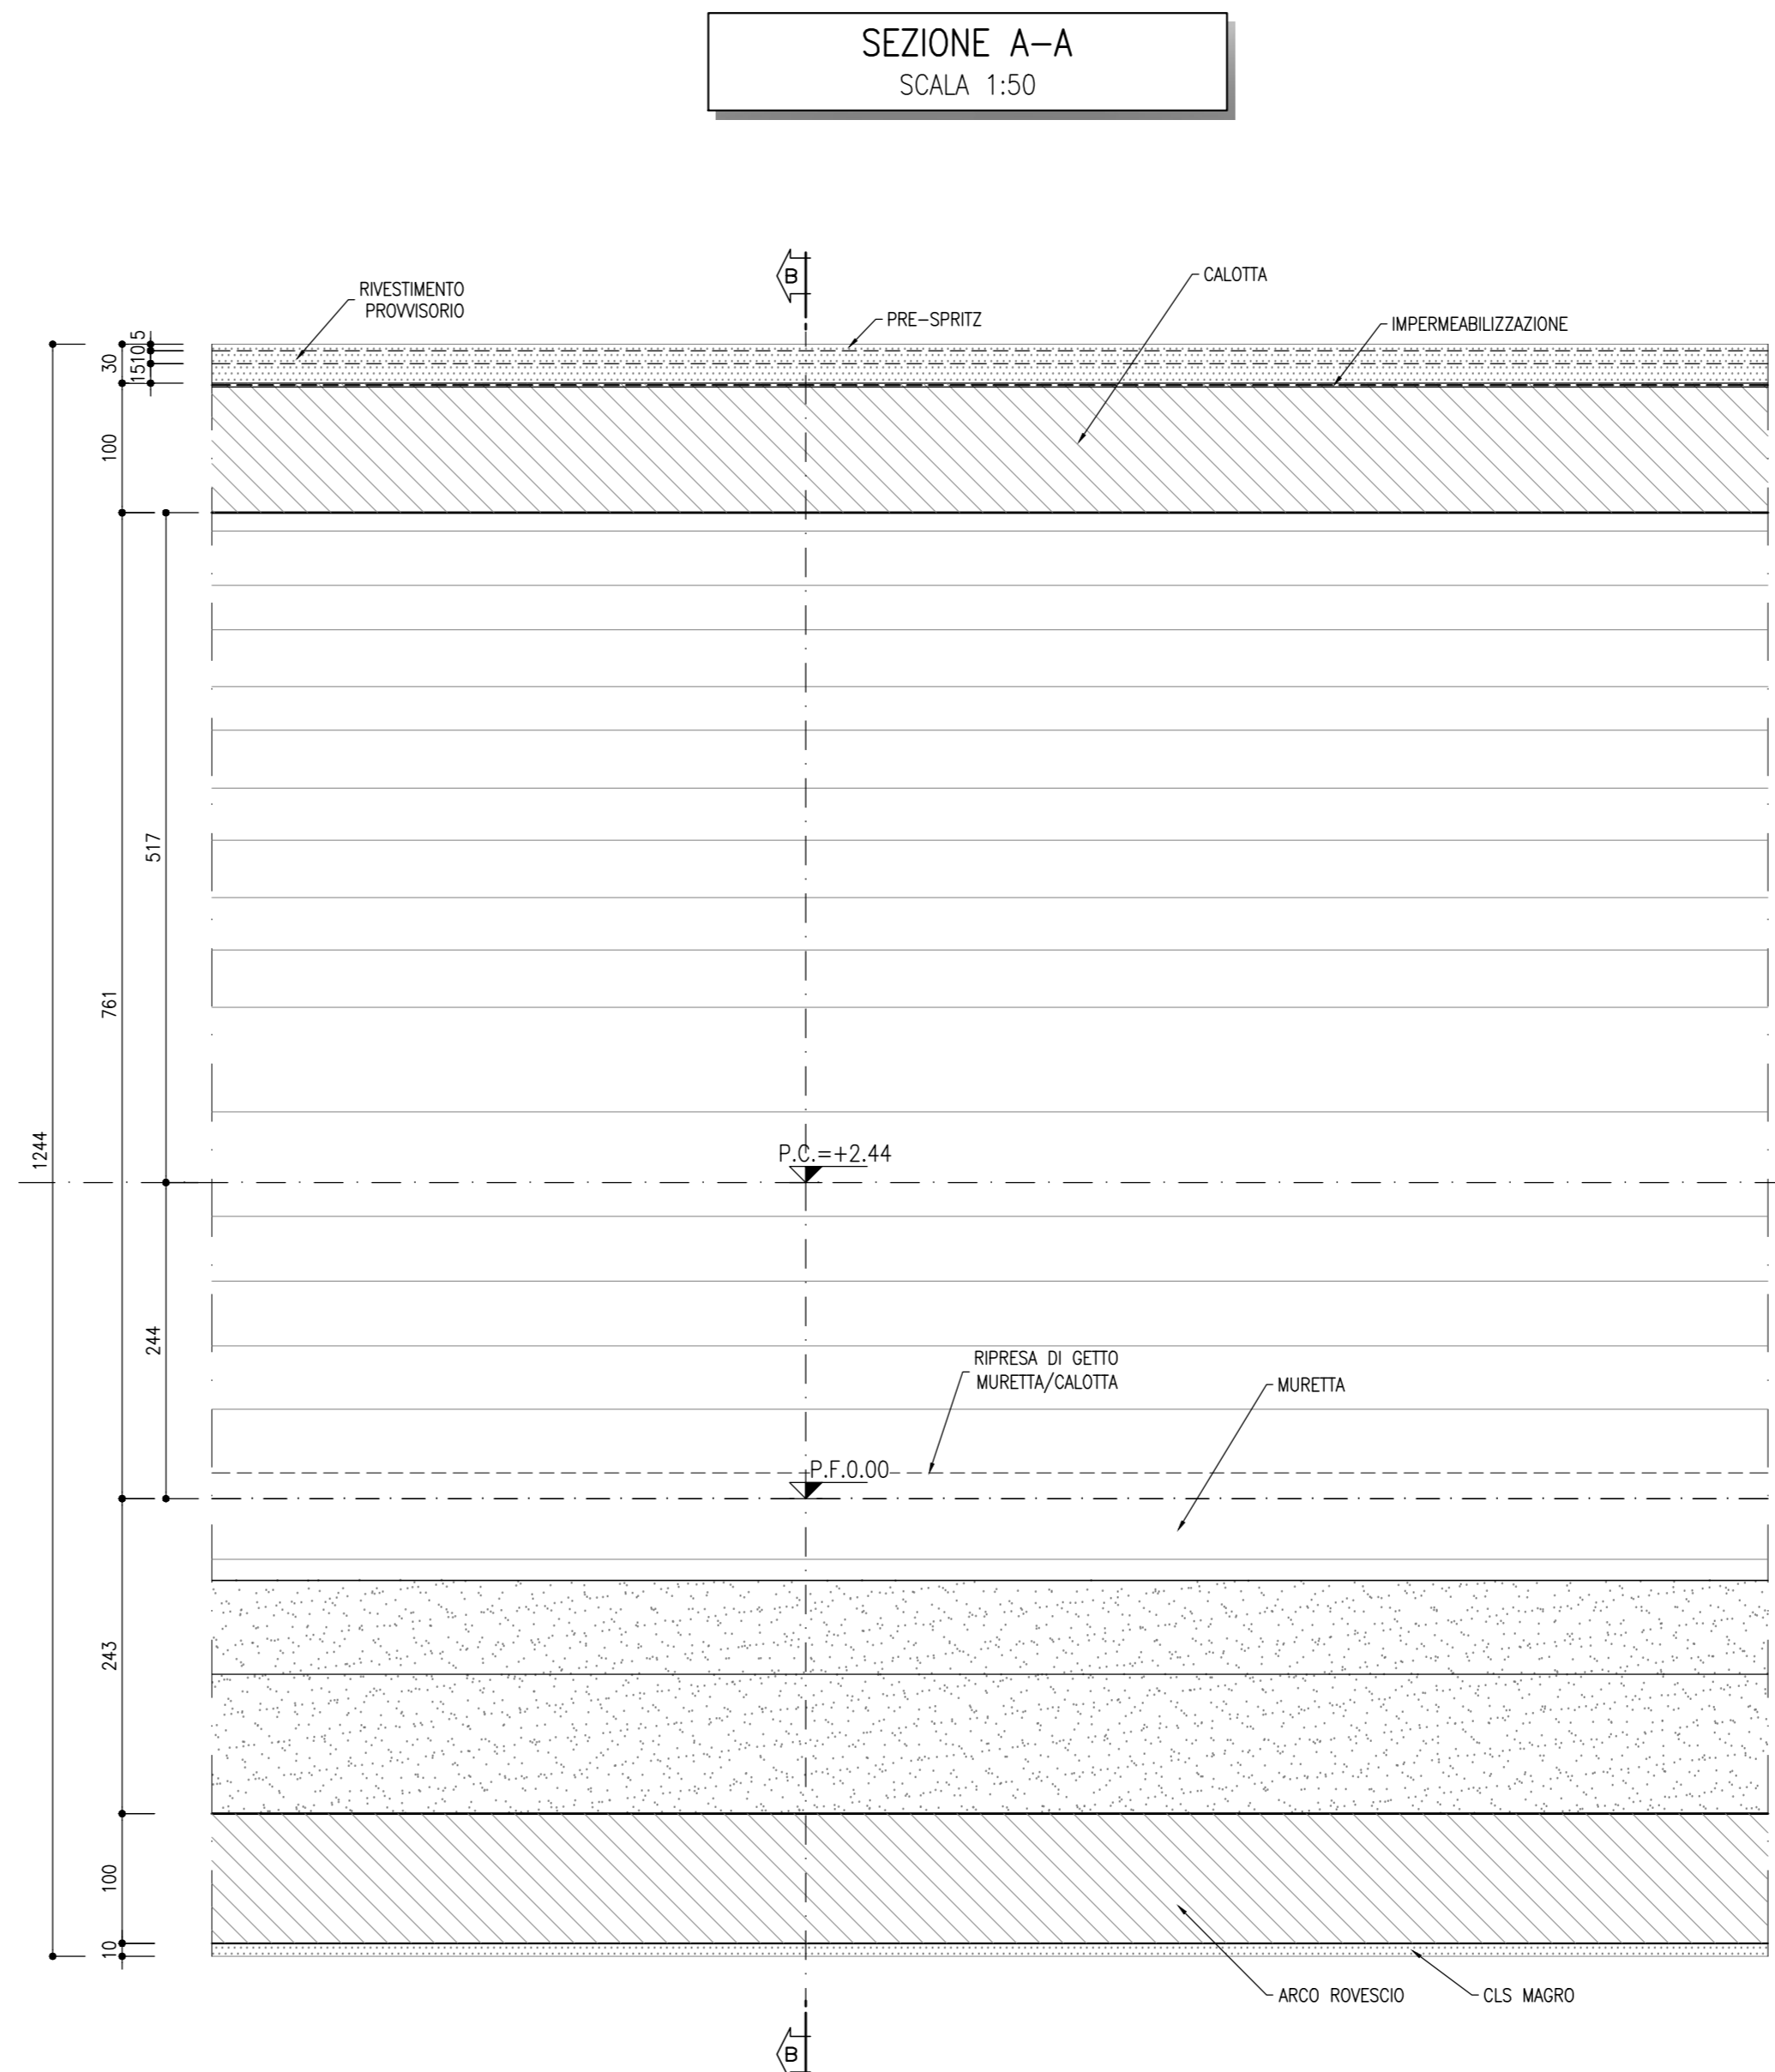 SEZIONE A-A
SCALA 1:50
B
CALOTTA
RIVESTIMENTO
PROVVISORIO
PRE-SPRITZ
IMPERMEABILIZZAZIONE
5
10
15
30
100
517
761
1244
P.C.=+2.44
244
RIPRESA DI GETTO
MURETTA/CALOTTA
MURETTA
P.F.0.00
243
100
10
ARCO ROVESCIO
CLS MAGRO
B